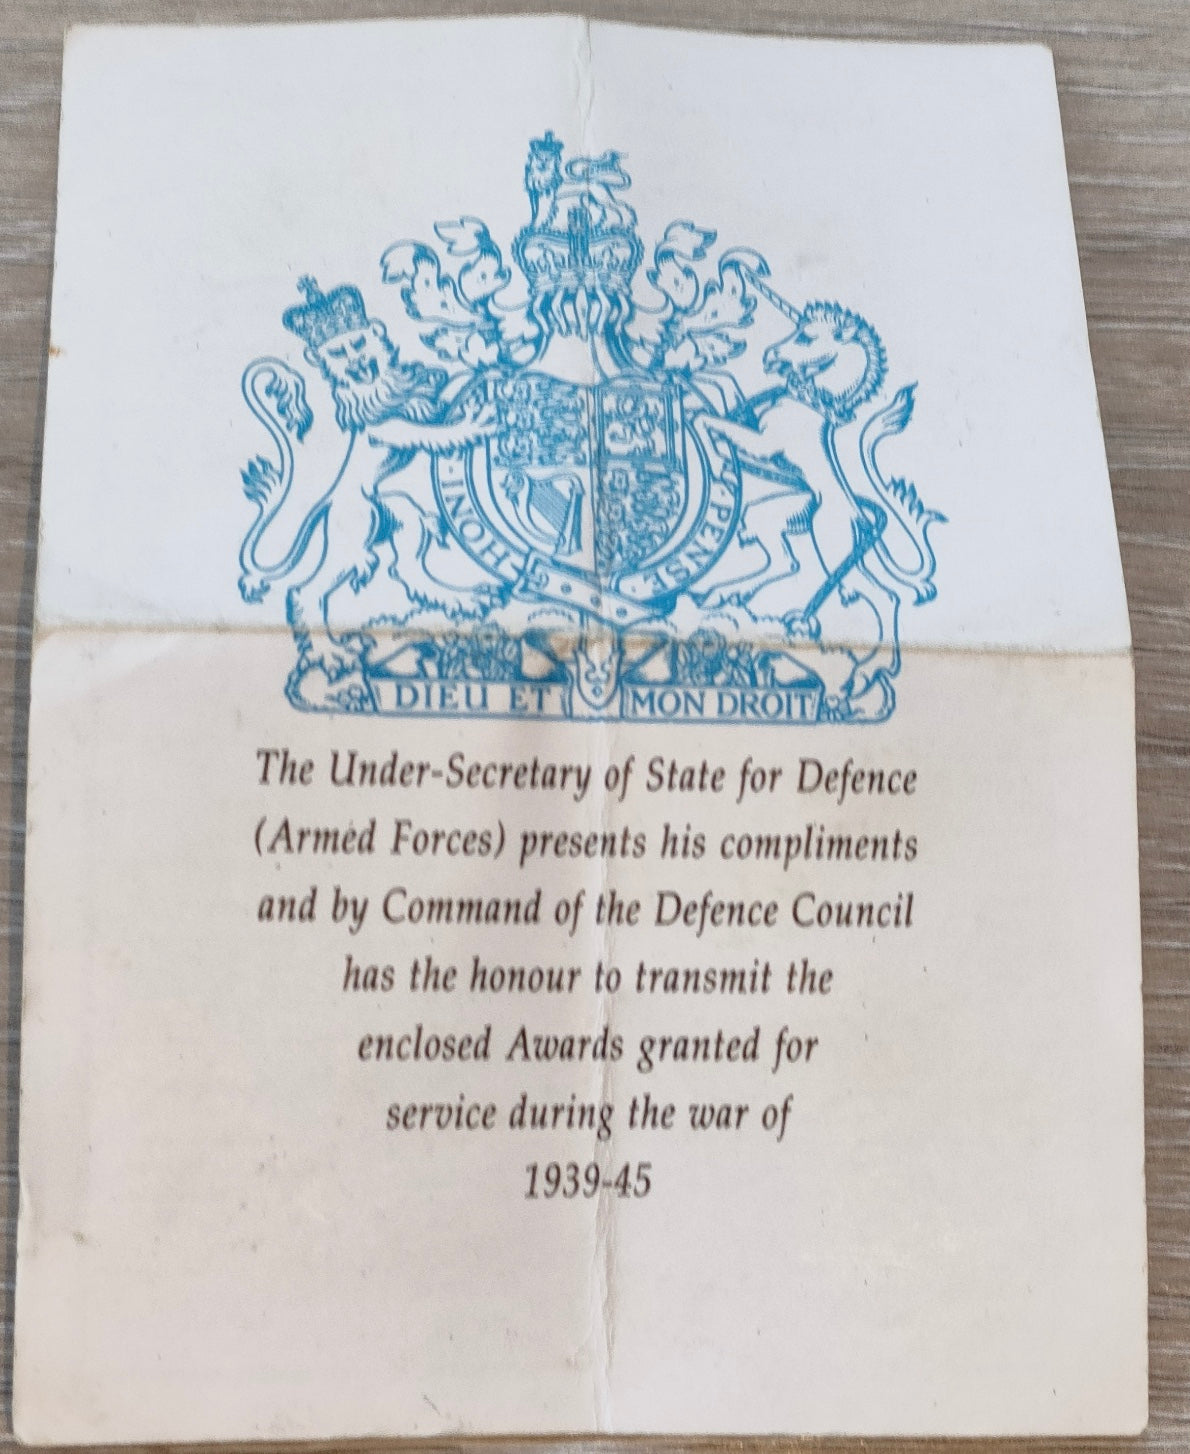 HONI · Y · PENSE ·
DIEU ET MON DROIT
The Under-Secretary of State for Defence
(Armed Forces) presents his compliments
and by Command of the Defence Council
has the honour to transmit the
enclosed Awards granted for
service during the war of
1939-45